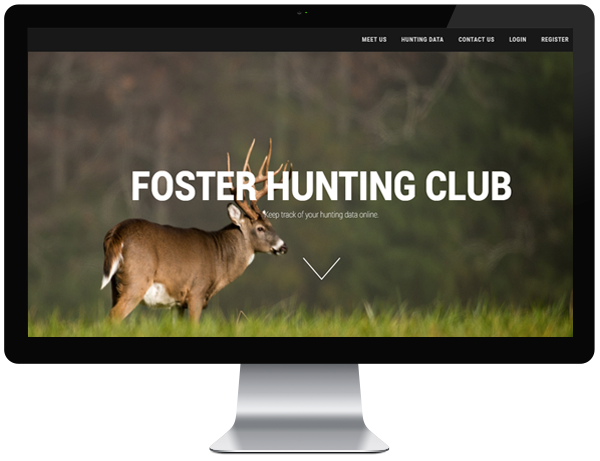 MEET US HUNTING DATA CONTACT US LOGIN REGISTER
FOSTER HUNTING CLUB
Keep track of your hunting data online.